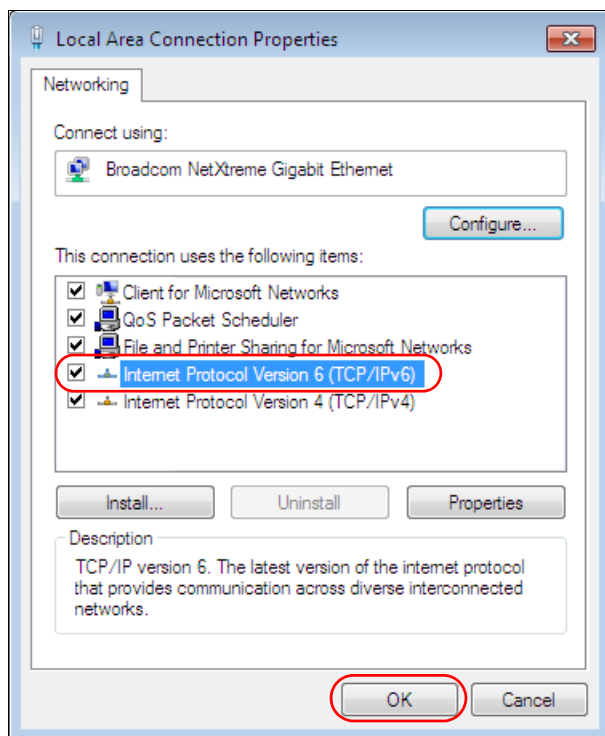 Local Area Connection Properties
Networking
Connect using:
Broadcom NetXtreme Gigabit Ethernet
Configure...
This connection uses the following items:
Client for Microsoft Networks
QoS Packet Scheduler
File and Printer Sharing for Microsoft Networks
Internet Protocol Version 6 (TCP/IPv6)
Internet Protocol Version 4 (TCP/IPv4)
Install...
Uninstall
Properties
Description
TCP/IP version 6. The latest version of the internet protocol
that provides communication across diverse interconnected
networks.
OK
Cancel